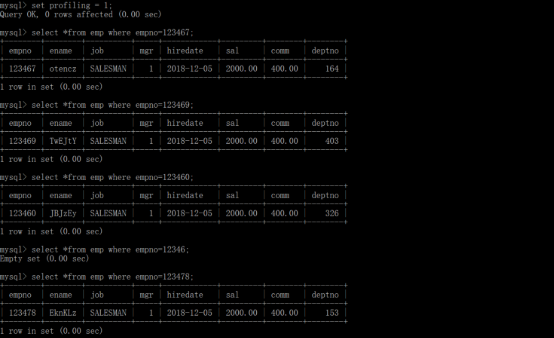 mysql> set profiling = 1;
Query OK, 0 rows affected (0.00 sec)
mysql> select *from emp where empno=123467;
| empno | ename | job | mgr | hiredate | sal | comm | deptno |
| 123467 | otencz | SALESMAN | 1 | 2018-12-05 | 2000.00 | 400.00 | 164 |
1 row in set (0.00 sec)
mysql> select *from emp where empno=123469;
| empno | ename | job | mgr | hiredate | sal | comm | deptno |
| 123469 | TwEJtY | SALESMAN | 1 | 2018-12-05 | 2000.00 | 400.00 | 403 |
1 row in set (0.00 sec)
mysql> select *from emp where empno=123460;
| empno | ename | job | mgr | hiredate | sal | comm | deptno |
| 123460 | JBJzEy | SALESMAN | 1 | 2018-12-05 | 2000.00 | 400.00 | 326 |
1 row in set (0.00 sec)
mysql> select *from emp where empno=12346;
Empty set (0.00 sec)
mysql> select *from emp where empno=123478;
| empno | ename | job | mgr | hiredate | sal | comm | deptno |
| 123478 | EknKLz | SALESMAN | 1 | 2018-12-05 | 2000.00 | 400.00 | 153 |
1 row in set (0.00 sec)